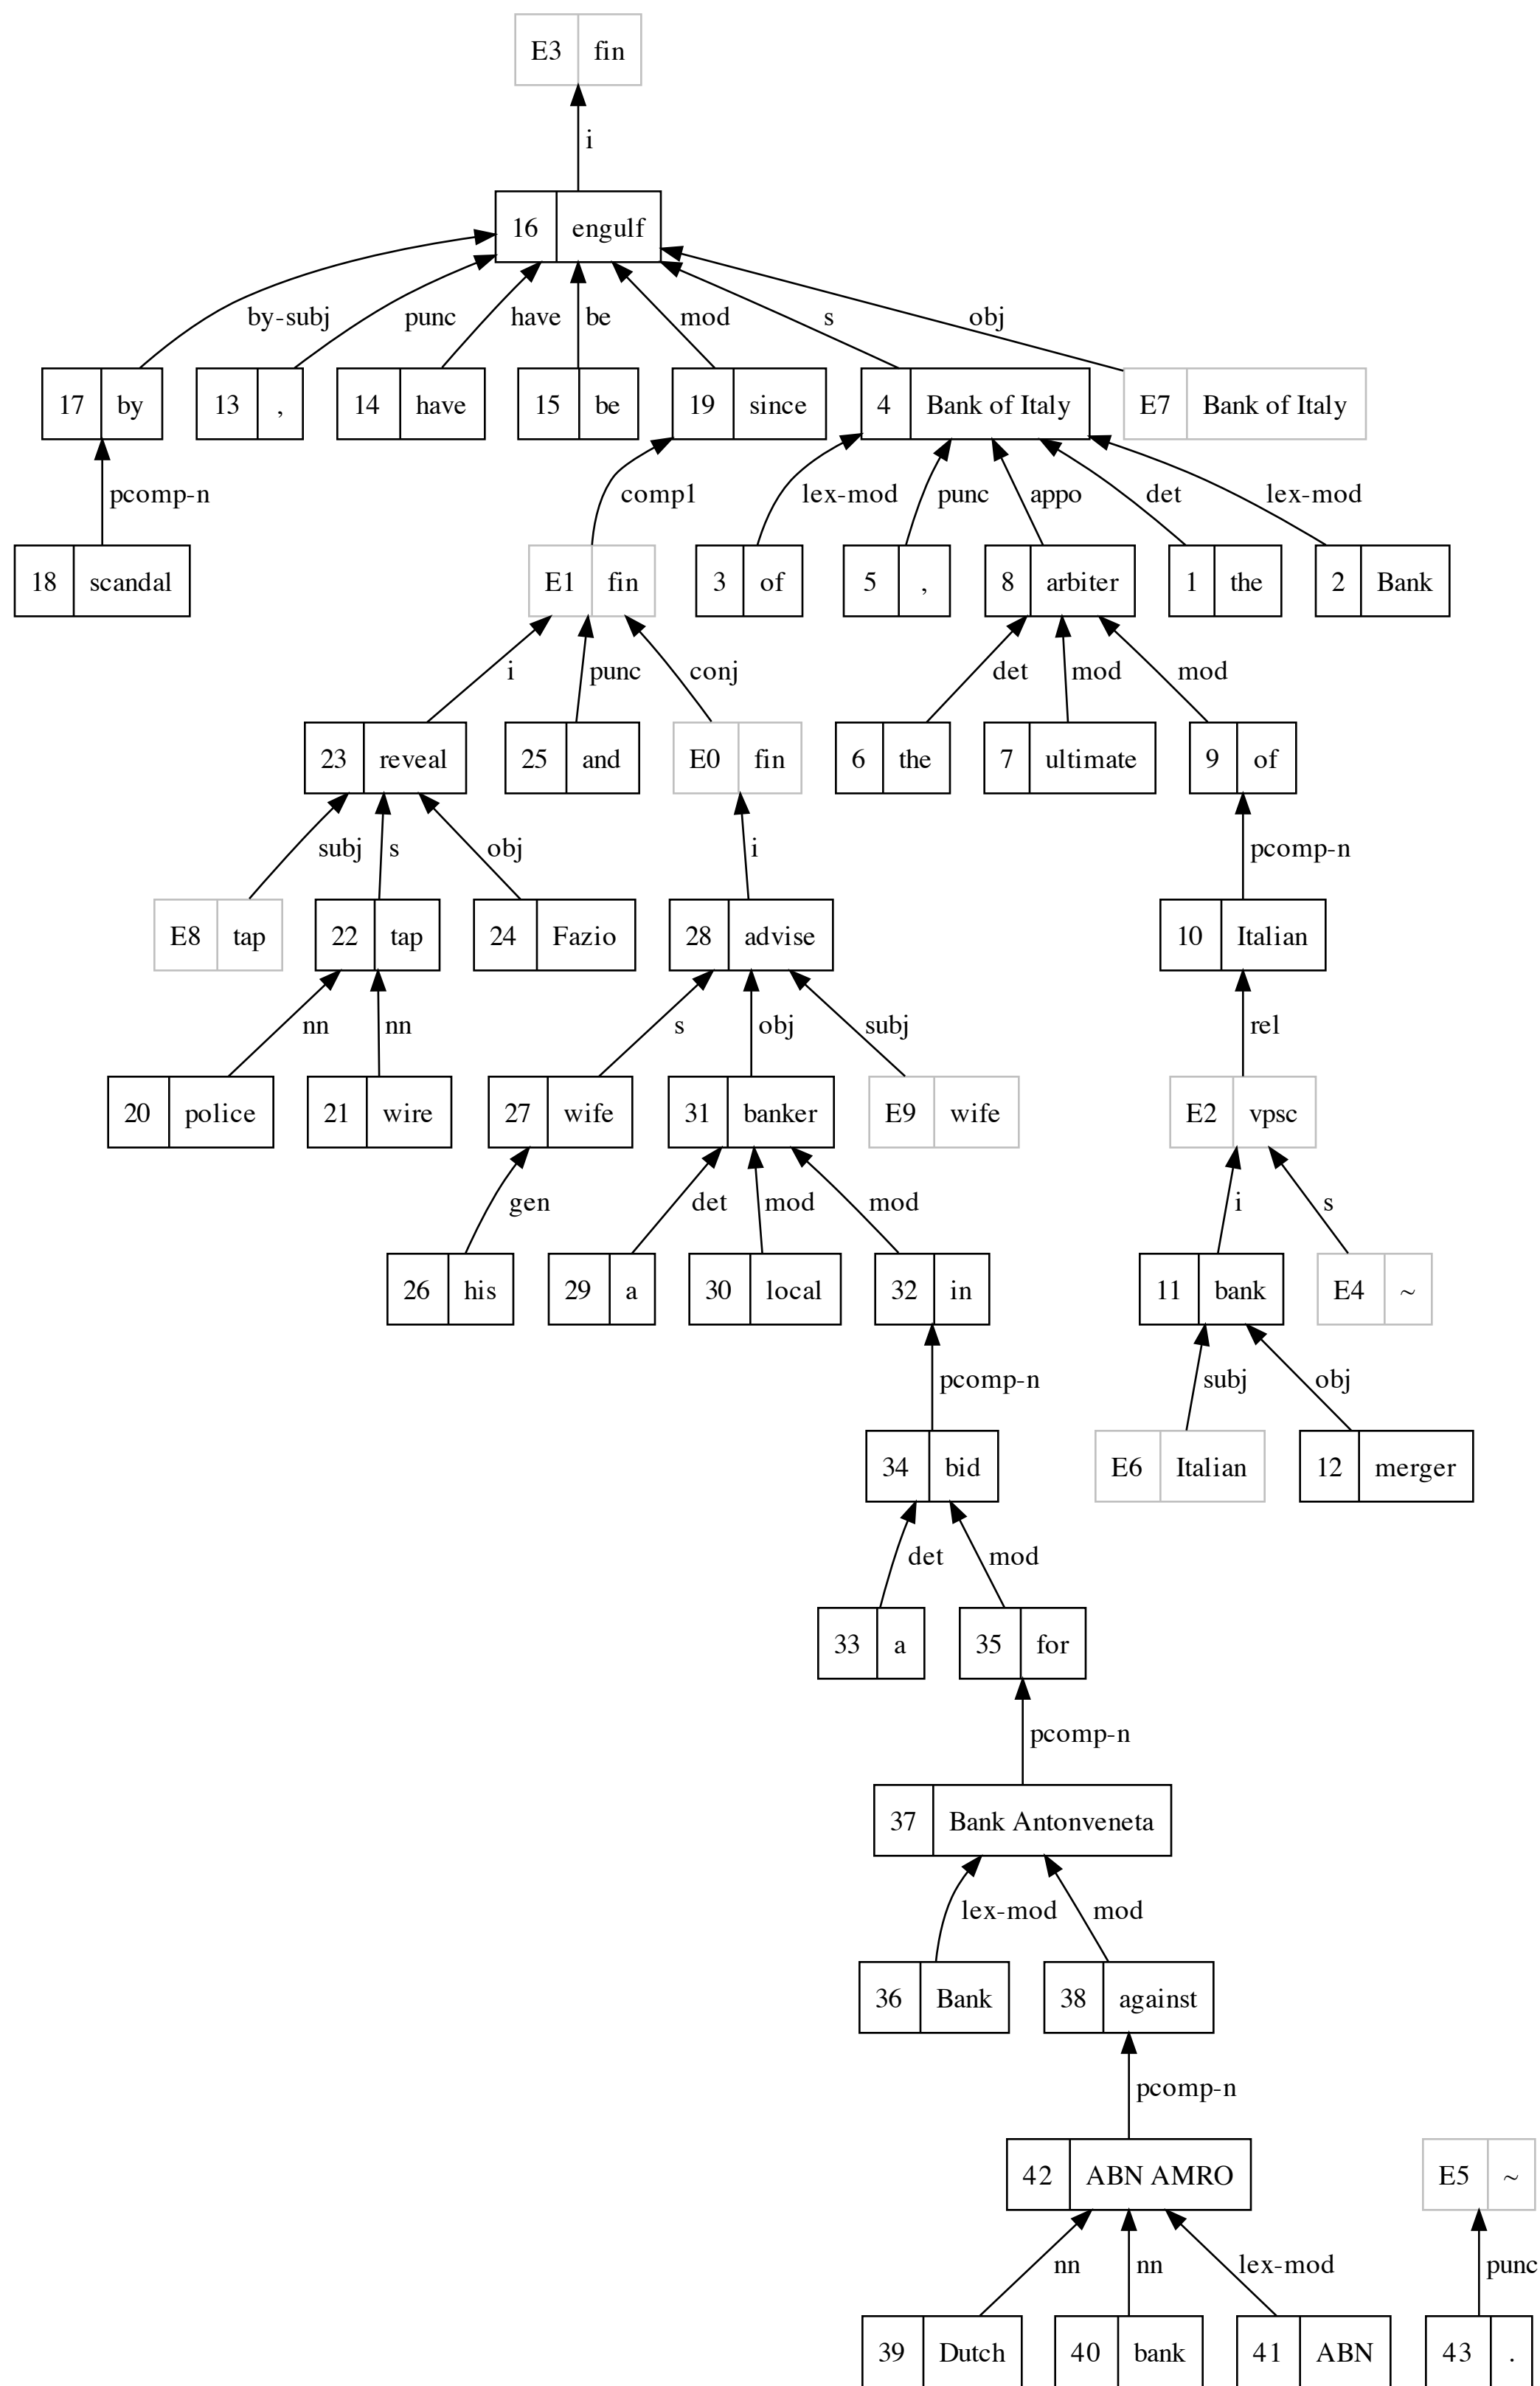 E3 fin
i
16 engulf
by-subj punc have be mod s obj
17 by 13 , 14 have 15 be 19 since 4 Bank of Italy E7 Bank of Italy
pcomp-n comp1 lex-mod punc appo det lex-mod
18 scandal E1 fin 3 of 5 , 8 arbiter 1 the 2 Bank
i punc conj det mod mod
23 reveal 25 and E0 fin 6 the 7 ultimate 9 of
subj s obj i pcomp-n
E8 tap 22 tap 24 Fazio 28 advise 10 Italian
nn nn s obj subj rel
20 police 21 wire 27 wife 31 banker E9 wife E2 vpsc
gen det mod mod i s
26 his 29 a 30 local 32 in 11 bank E4 ~
pcomp-n subj obj
34 bid E6 Italian 12 merger
det mod
33 a 35 for
pcomp-n
37 Bank Antonveneta
lex-mod mod
36 Bank 38 against
pcomp-n
42 ABN AMRO E5 ~
nn nn lex-mod punc
39 Dutch 40 bank 41 ABN 43 .